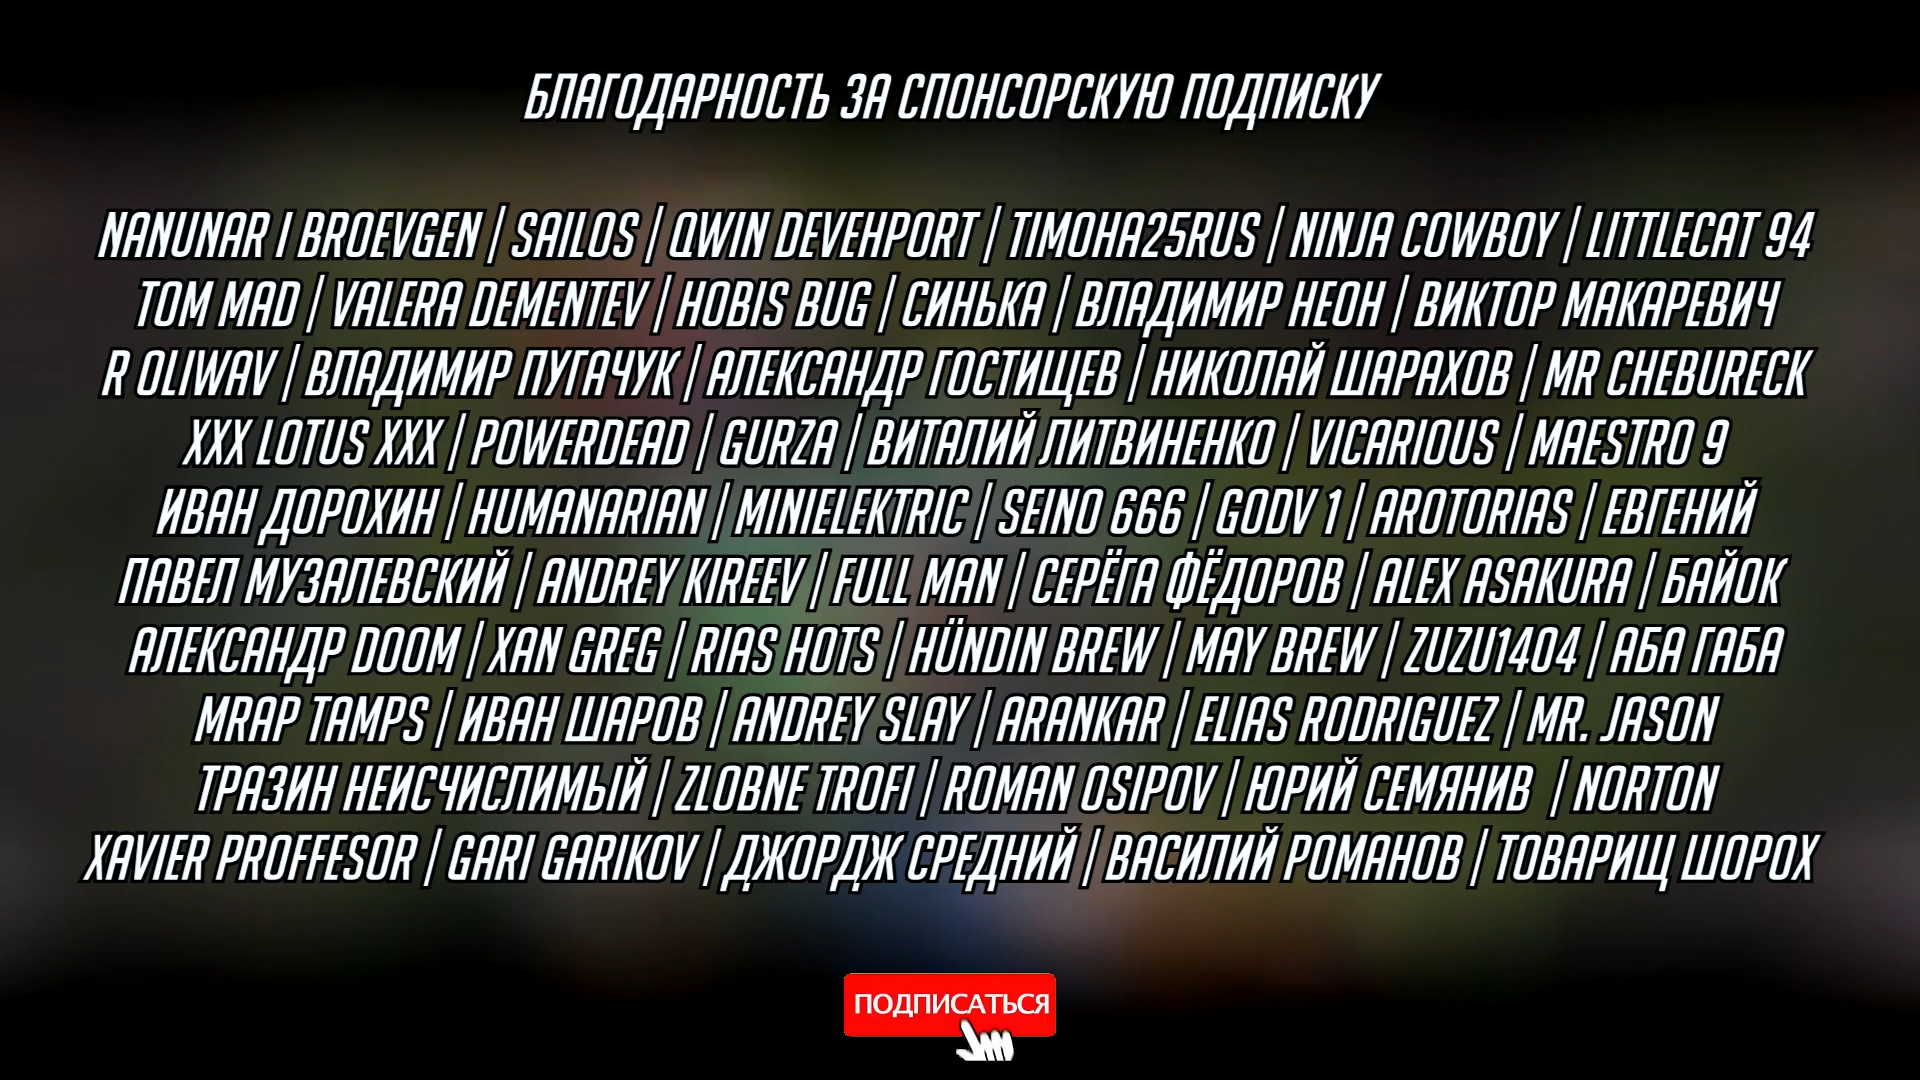 БЛАГОДАРНОСТЬ ЗА СПОНСОРСКУЮ ПОДПИСКУ
NANUNAR I BROEVGEN | SAILOS | QWIN DEVENPORT | TIMOHA25RUS | NINJA COWBOY | LITTLECAT 94
TOM MAD | VALERA DEMENTEV | HOBIS BUG | СИНЬКА | ВЛАДИМИР НЕОН | ВИКТОР МАКАРЕВИЧ
R OLIWAV | ВЛАДИМИР ПУГАЧУК | АЛЕКСАНДР ГОСТИЩЕВ | НИКОЛАЙ ШАРАХОВ | MR CHEBURECK
XXX LOTUS XXX | POWERDEAD | GURZA | ВИТАЛИЙ ЛИТВИНЕНКО | VICARIOUS | MAESTRO 9
ИВАН ДОРОХИН | HUMANARIAN | MINIELEKTRIC | SEINO 666 | GODV 1 | AROTORIAS | ЕВГЕНИЙ
ПАВЕЛ МУЗАЛЕВСКИЙ | ANDREY KIREEV | FULL MAN | СЕРЁГА ФЁДОРОВ | ALEX ASAKURA | БАЙОК
АЛЕКСАНДР DOOM | XAN GREG | RIAS HOTS | HÜNDIN BREW | MAY BREW | ZUZU1404 | АБА ГАБА
MRAP TAMPS | ИВАН ШАРОВ | ANDREY SLAY | ARANKAR | ELIAS RODRIGUEZ | MR. JASON
ТРАЗИН НЕИСЧИСЛИМЫЙ | ZLOBNE TROFI | ROMAN OSIPOV | ЮРИЙ СЕМЯНИВ | NORTON
XAVIER PROFFESOR | GARI GARIKOV | ДЖОРДЖ СРЕДНИЙ | ВАСИЛИЙ РОМАНОВ | ТОВАРИЩ ШОРОХ
ПОДПИСАТЬСЯ